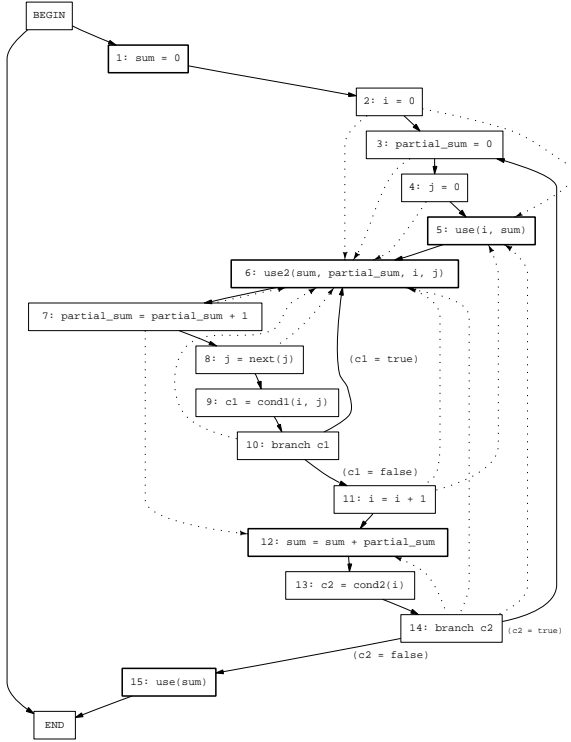 BEGIN
1: sum = 0
2: i = 0
3: partial_sum = 0
4: j = 0
5: use(i, sum)
6: use2(sum, partial_sum, i, j)
7: partial_sum = partial_sum + 1
8: j = next(j)
(c1 = true)
9: c1 = cond1(i, j)
10: branch c1
(c1 = false)
11: i = i + 1
12: sum = sum + partial_sum
13: c2 = cond2(i)
14: branch c2
(c2 = true)
(c2 = false)
15: use(sum)
END